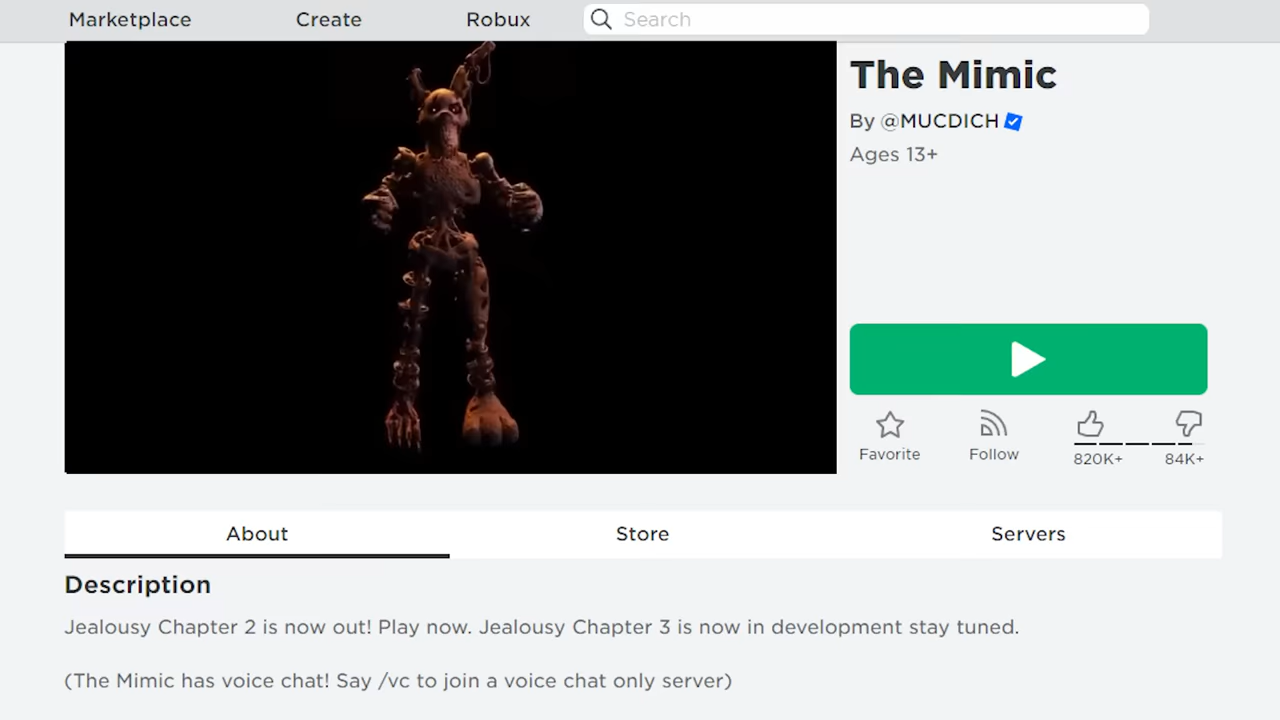 Marketplace Create Robux Search
The Mimic
By @MUCDICH
Ages 13+
Favorite Follow 820K+ 84K+
About Store Servers
Description
Jealousy Chapter 2 is now out! Play now. Jealousy Chapter 3 is now in development stay tuned.
(The Mimic has voice chat! Say /vc to join a voice chat only server)